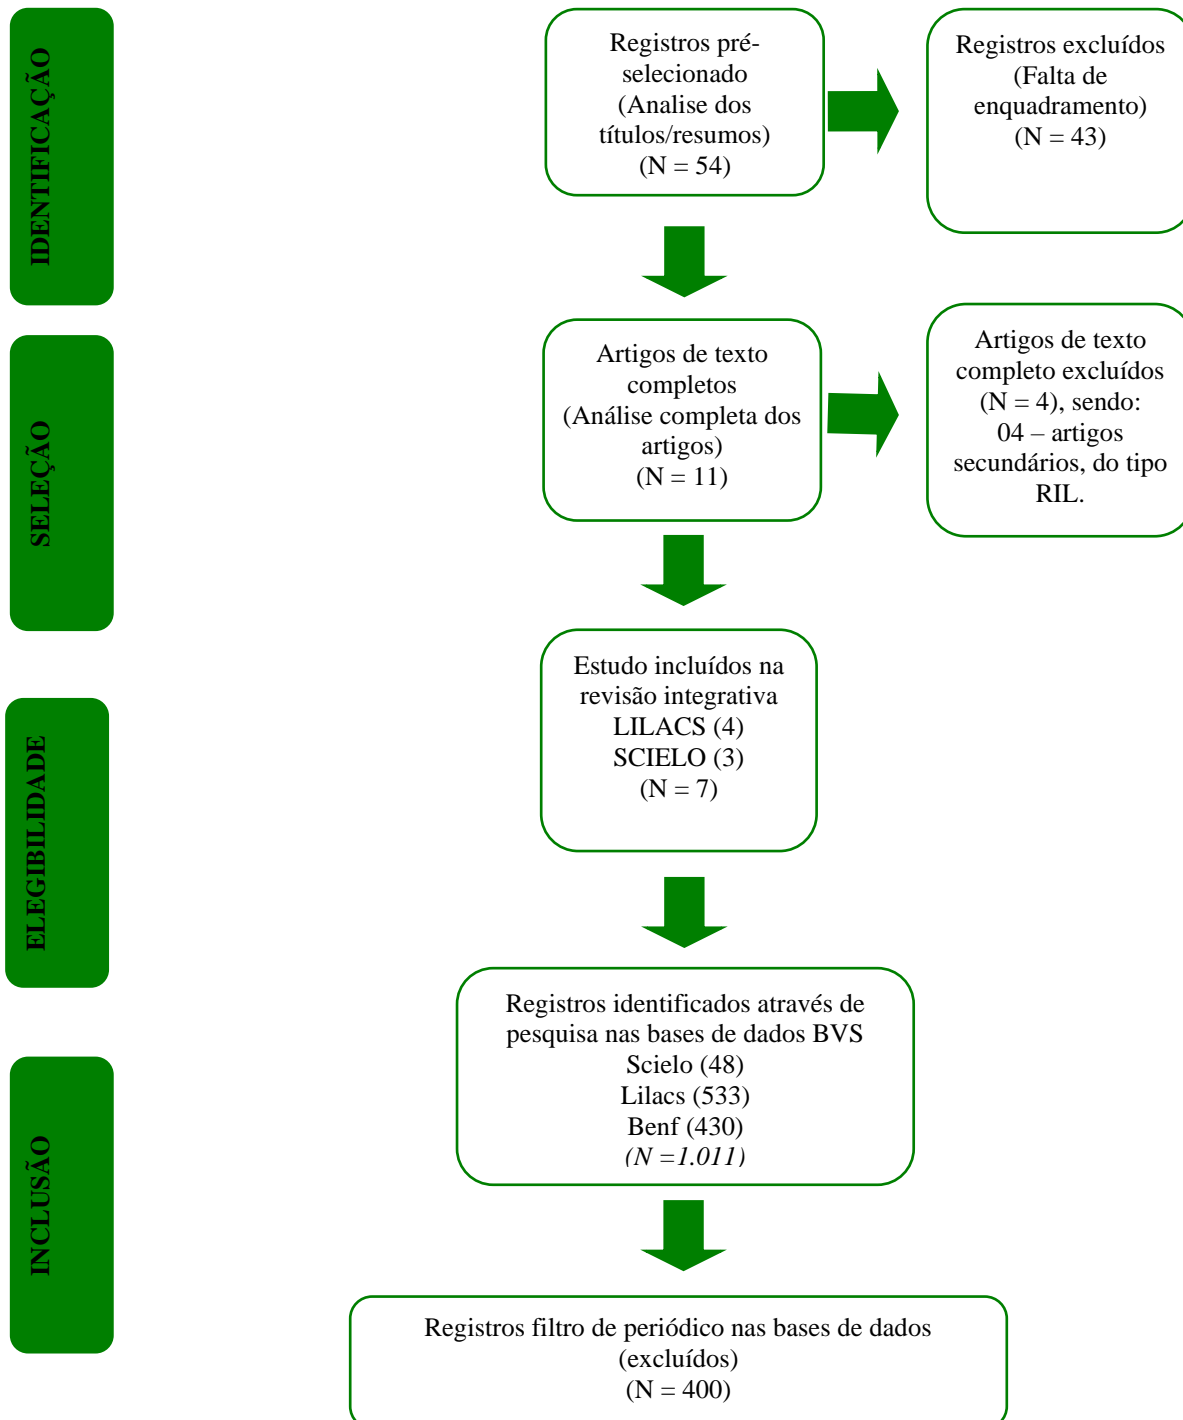 IDENTIFICAÇÃO
Registros pré-
selecionado
(Analise dos
títulos/resumos)
(N = 54)
Registros excluídos
(Falta de
enquadramento)
(N = 43)
SELEÇÃO
Artigos de texto
completos
(Análise completa dos
artigos)
(N = 11)
Artigos de texto
completo excluídos
(N = 4), sendo:
04 – artigos
secundários, do tipo
RIL.
ELEGIBILIDADE
Estudo incluídos na
revisão integrativa
LILACS (4)
SCIELO (3)
(N = 7)
INCLUSÃO
Registros identificados através de
pesquisa nas bases de dados BVS
Scielo (48)
Lilacs (533)
Benf (430)
(N =1.011)
Registros filtro de periódico nas bases de dados
(excluídos)
(N = 400)